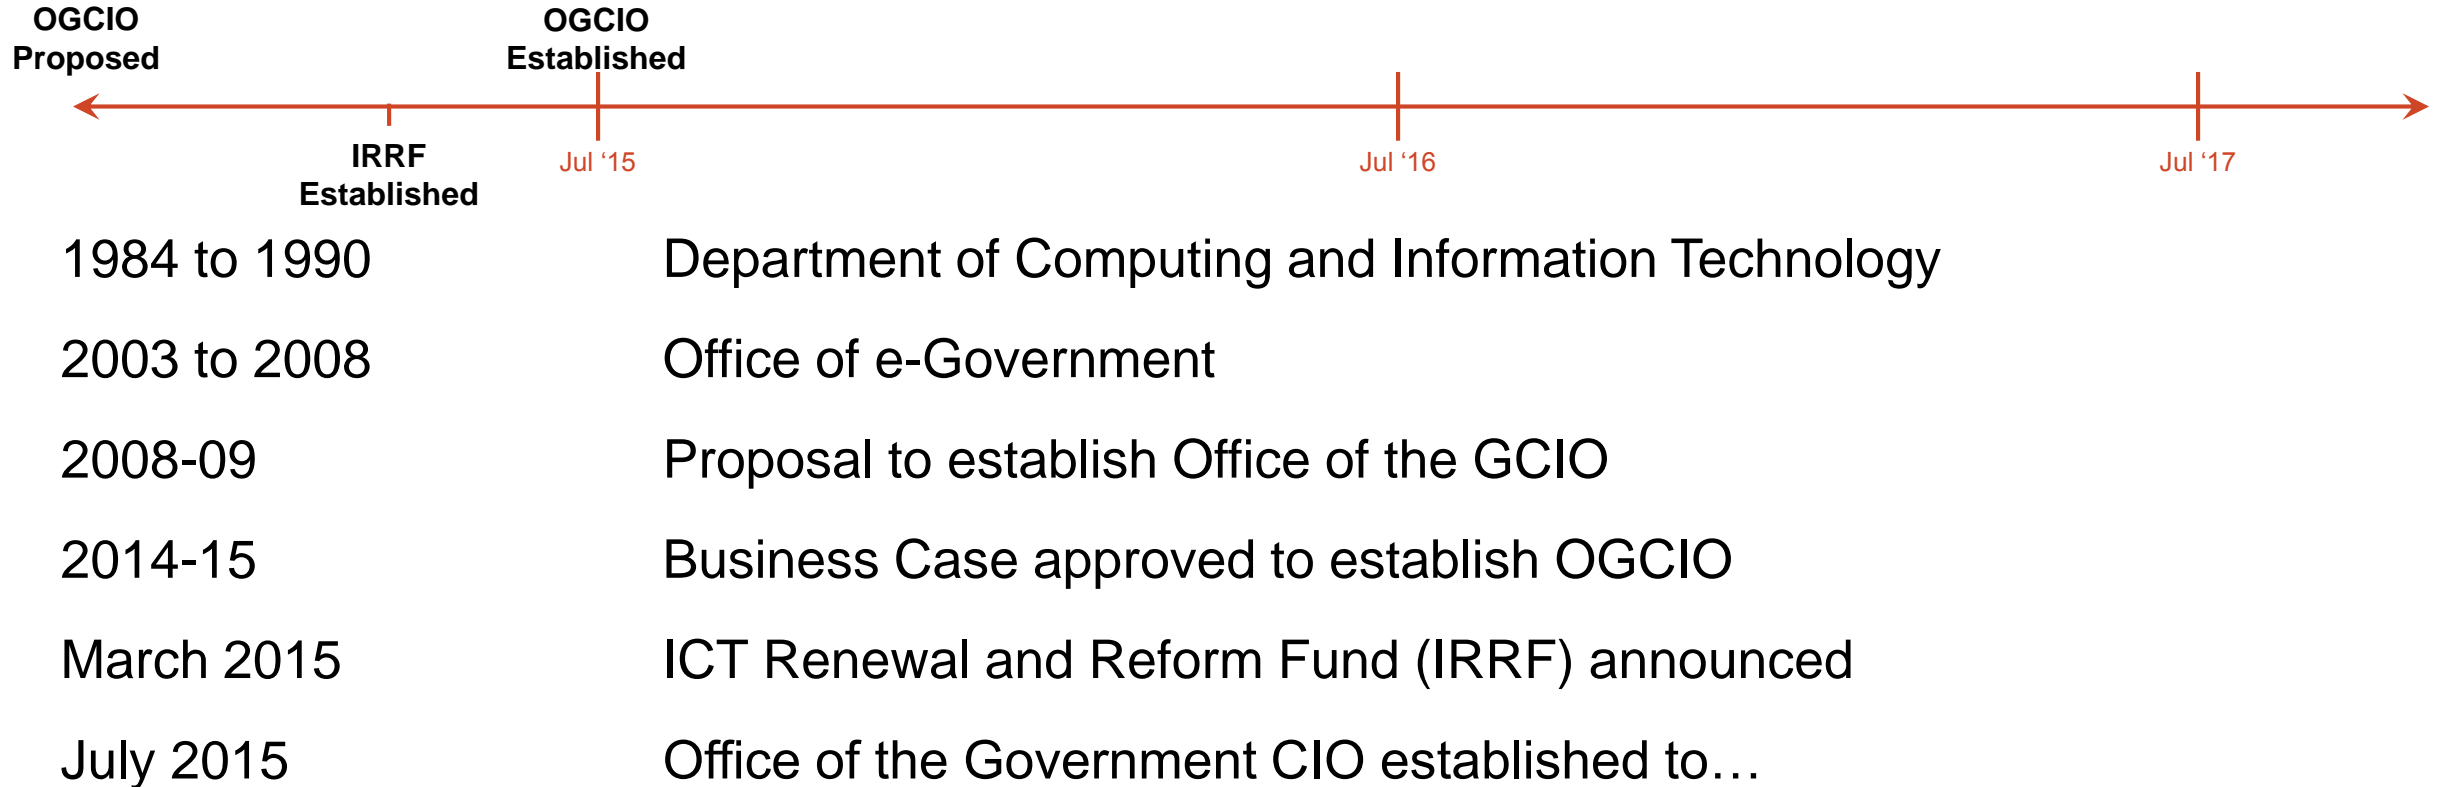 OGCIO
Proposed
OGCIO
Established
IRRF
Established
Jul ‘15
Jul ‘16
Jul ‘17
1984 to 1990 Department of Computing and Information Technology
2003 to 2008 Office of e-Government
2008-09 Proposal to establish Office of the GCIO
2014-15 Business Case approved to establish OGCIO
March 2015 ICT Renewal and Reform Fund (IRRF) announced
July 2015 Office of the Government CIO established to…